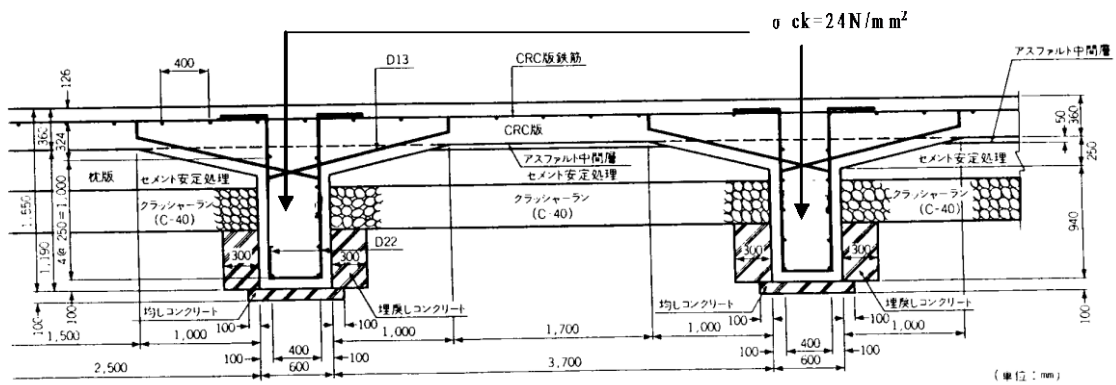 σ ck=24N/mm²
アスファルト中間層
CRC版鉄筋
D13
400
126
50
360
360
324
CRC版
250
アスファルト中間層
枕版
セメント安定処理
セメント安定処理
セメント安定処理
クラッシャーラン
(C-40)
クラッシャーラン
(C-40)
クラッシャーラン
(C-40)
1,550
1,190
4@250=1,000
940
D22
300
300
300
300
均しコンクリート
埋戻しコンクリート
均しコンクリート
埋戻しコンクリート
100
100
100
100
100
100
100
1,500
1,000
1,000
1,700
1,000
1,000
100
400
100
100
400
100
2,500
600
3,700
600
(単位:mm)